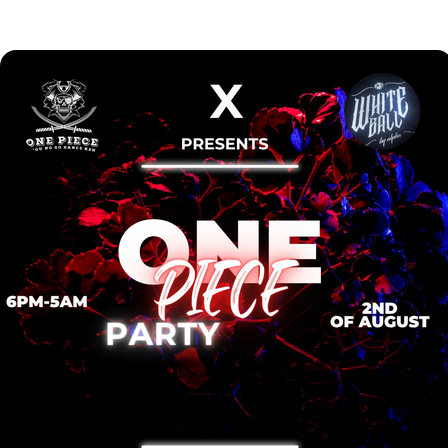 ONE PIECE
X
WHITE
BALL
PRESENTS
ONE
PIECE
PARTY
6PM-5AM
2ND
OF AUGUST